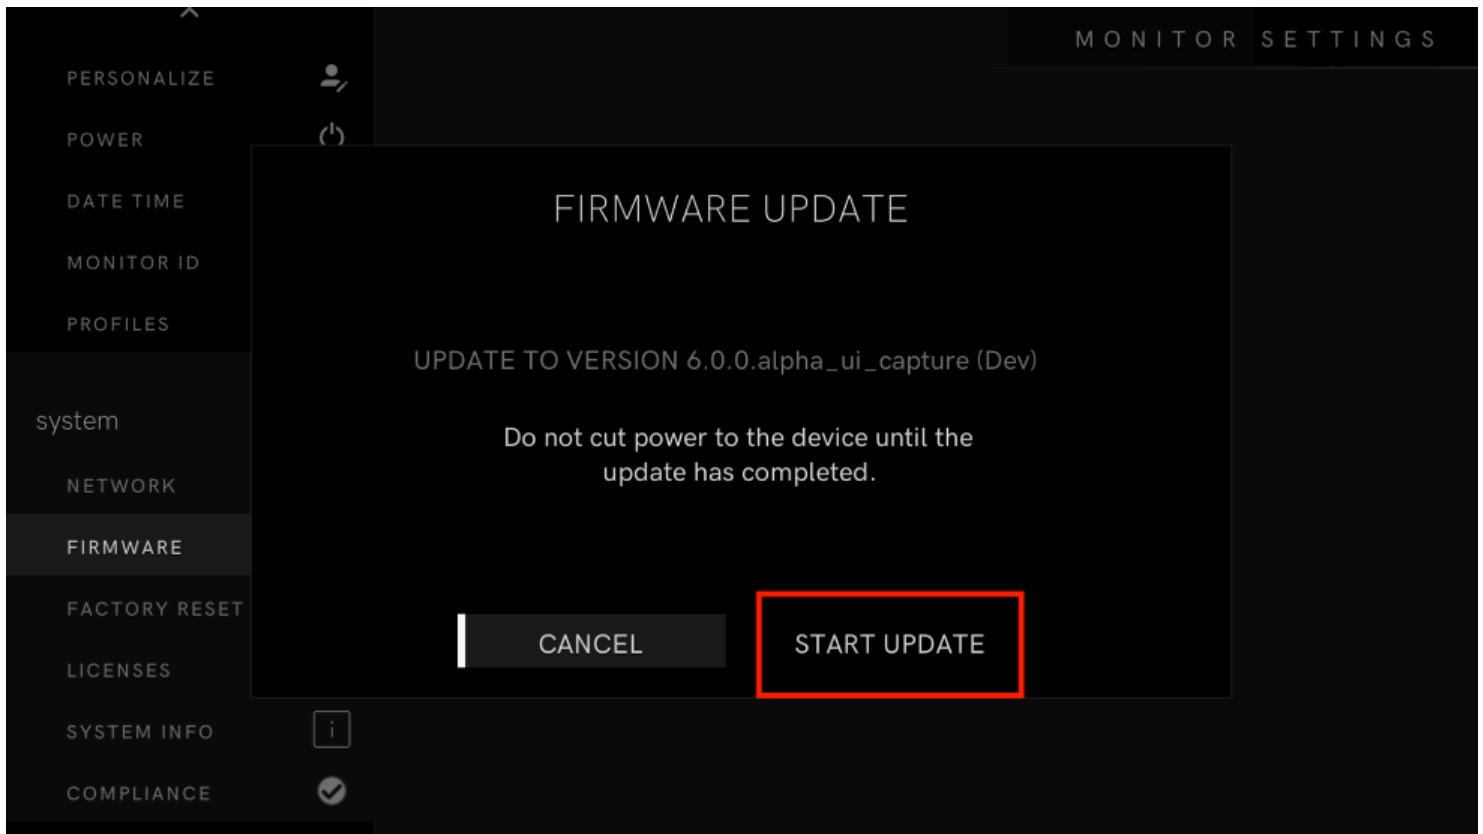 MONITOR SETTINGS
PERSONALIZE
POWER
DATE TIME
MONITOR ID
PROFILES
system
NETWORK
FIRMWARE
FACTORY RESET
LICENSES
SYSTEM INFO
i
COMPLIANCE
FIRMWARE UPDATE
UPDATE TO VERSION 6.0.0.alpha_ui_capture (Dev)
Do not cut power to the device until the
update has completed.
CANCEL
START UPDATE